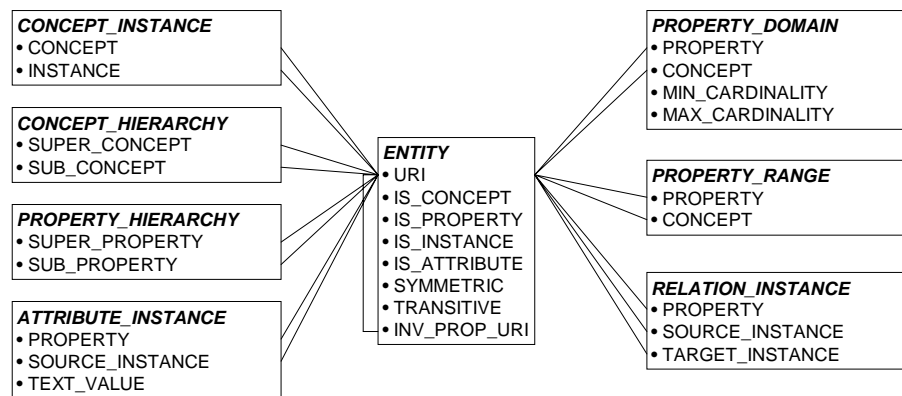 CONCEPT_INSTANCE
• CONCEPT
• INSTANCE
CONCEPT_HIERARCHY
• SUPER_CONCEPT
• SUB_CONCEPT
PROPERTY_HIERARCHY
• SUPER_PROPERTY
• SUB_PROPERTY
ATTRIBUTE_INSTANCE
• PROPERTY
• SOURCE_INSTANCE
• TEXT_VALUE
ENTITY
• URI
• IS_CONCEPT
• IS_PROPERTY
• IS_INSTANCE
• IS_ATTRIBUTE
• SYMMETRIC
• TRANSITIVE
• INV_PROP_URI
PROPERTY_DOMAIN
• PROPERTY
• CONCEPT
• MIN_CARDINALITY
• MAX_CARDINALITY
PROPERTY_RANGE
• PROPERTY
• CONCEPT
RELATION_INSTANCE
• PROPERTY
• SOURCE_INSTANCE
• TARGET_INSTANCE